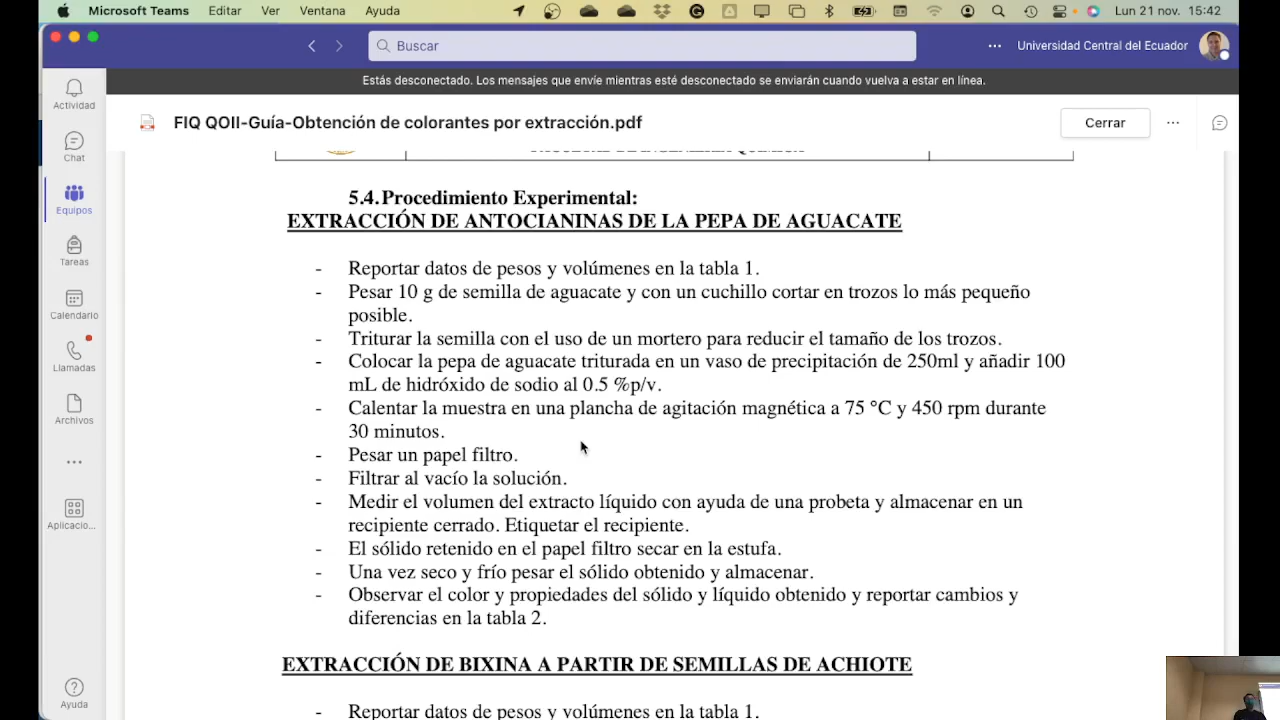 Microsoft Teams Editar Ver Ventana Ayuda Lun 21 nov. 15:42
Buscar
Universidad Central del Ecuador
Estás desconectado. Los mensajes que envíe mientras esté desconectado se enviarán cuando vuelva a estar en línea.
Actividad
Chat
Equipos
Tareas
Calendario
Llamadas
Archivos
Aplicacio...
Ayuda
FIQ QOII-Guía-Obtención de colorantes por extracción.pdf
Cerrar
5.4. Procedimiento Experimental:
EXTRACCIÓN DE ANTOCIANINAS DE LA PEPA DE AGUACATE
- Reportar datos de pesos y volúmenes en la tabla 1.
- Pesar 10 g de semilla de aguacate y con un cuchillo cortar en trozos lo más pequeño
posible.
- Triturar la semilla con el uso de un mortero para reducir el tamaño de los trozos.
- Colocar la pepa de aguacate triturada en un vaso de precipitación de 250ml y añadir 100
mL de hidróxido de sodio al 0.5 %p/v.
- Calentar la muestra en una plancha de agitación magnética a 75 °C y 450 rpm durante
30 minutos.
- Pesar un papel filtro.
- Filtrar al vacío la solución.
- Medir el volumen del extracto líquido con ayuda de una probeta y almacenar en un
recipiente cerrado. Etiquetar el recipiente.
- El sólido retenido en el papel filtro secar en la estufa.
- Una vez seco y frío pesar el sólido obtenido y almacenar.
- Observar el color y propiedades del sólido y líquido obtenido y reportar cambios y
diferencias en la tabla 2.
EXTRACCIÓN DE BIXINA A PARTIR DE SEMILLAS DE ACHIOTE
- Reportar datos de pesos y volúmenes en la tabla 1.